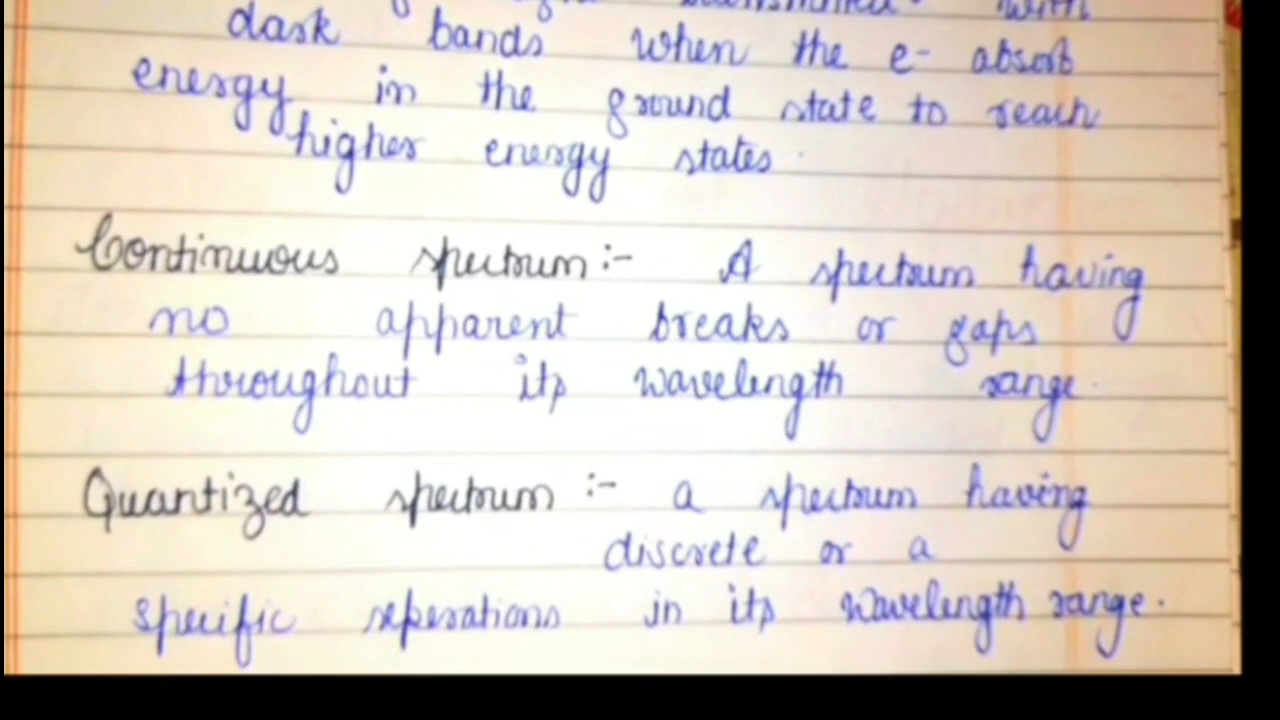 with
dark bands when the e- absorb
energy in the ground state to reach
higher energy states.
Continuous spectrum :- A spectrum having
no apparent breaks or gaps
throughout its wavelength range.
Quantized spectrum :- a spectrum having
discrete or a
specific seperations in its wavelength range.